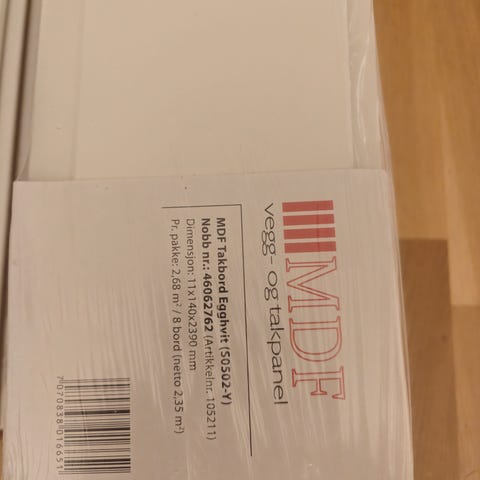 MDF
vegg- og takpanel
MDF Takbord Egghvit (S0502-Y)
Nobb nr.: 46062762 (Artikkelnr. 105211)
Dimensjon: 11x140x2390 mm
Pr. pakke: 2,68 m² / 8 bord (netto 2,35 m²)
7070838016651